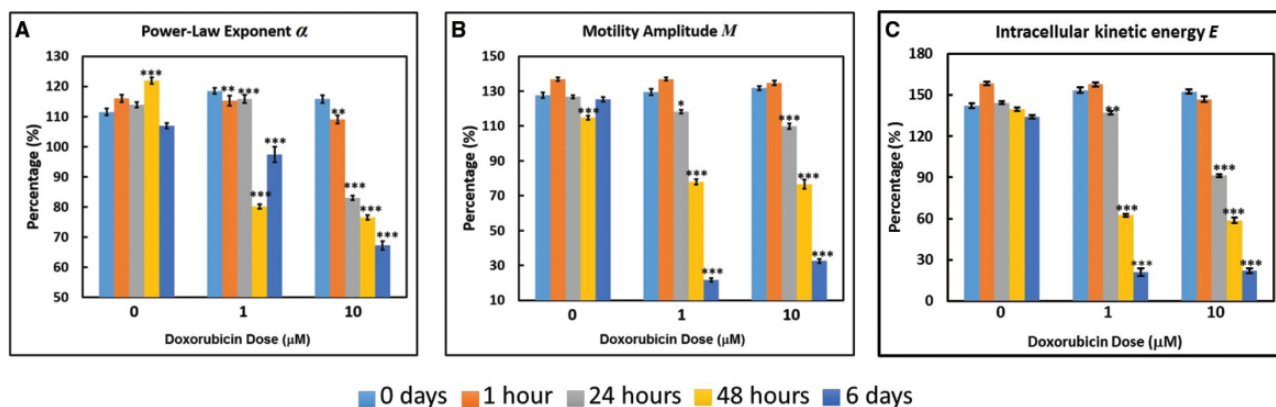 A
Power-Law Exponent α
130
120
110
100
90
80
70
60
50
Percentage (%)
***
** ***
***
***
**
***
***
***
0 1 10
Doxorubicin Dose (μM)
B
Motility Amplitude M
170
150
130
110
90
70
50
30
10
Percentage (%)
***
*
***
***
***
***
***
0 1 10
Doxorubicin Dose (μM)
C
Intracellular kinetic energy E
180
150
120
90
60
30
0
Percentage (% )
**
***
***
***
***
***
0 1 10
Doxorubicin Dose (μM)
0 days 1 hour 24 hours 48 hours 6 days